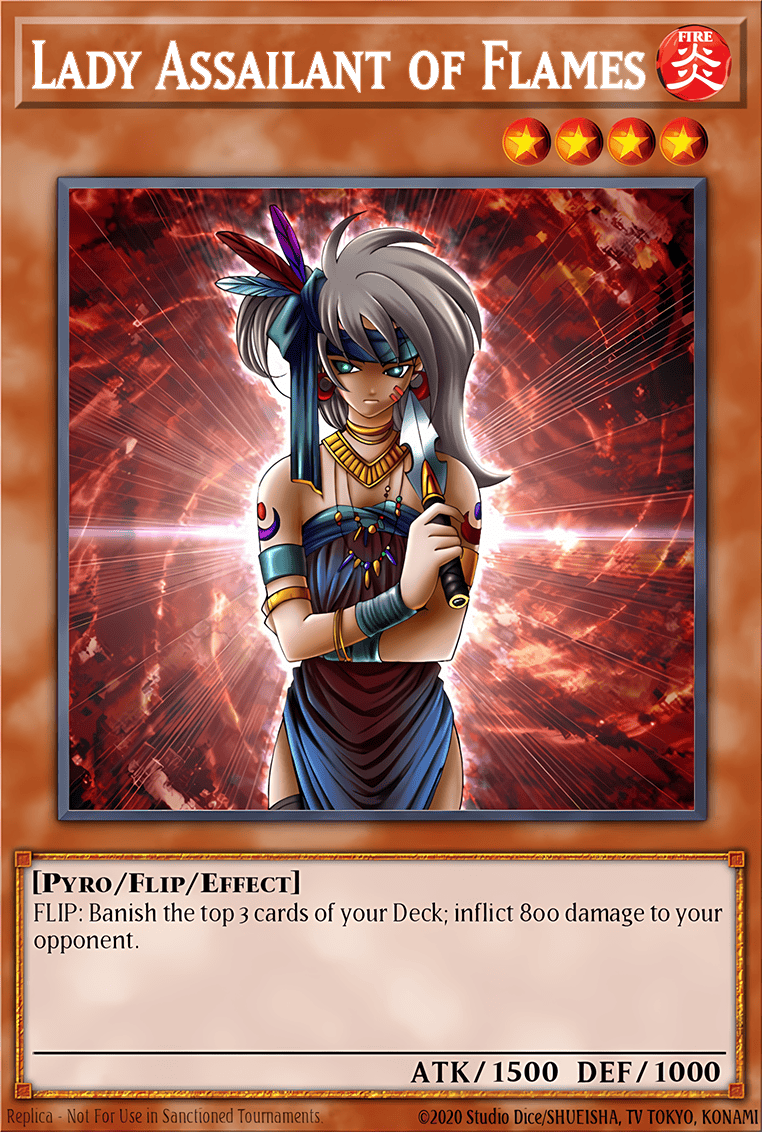 Lady Assailant of Flames
FIRE
炎
[Pyro/Flip/Effect]
FLIP: Banish the top 3 cards of your Deck; inflict 800 damage to your
opponent.
ATK/1500 DEF/1000
Replica - Not For Use in Sanctioned Tournaments.
©2020 Studio Dice/SHUEISHA, TV TOKYO, KONAMI